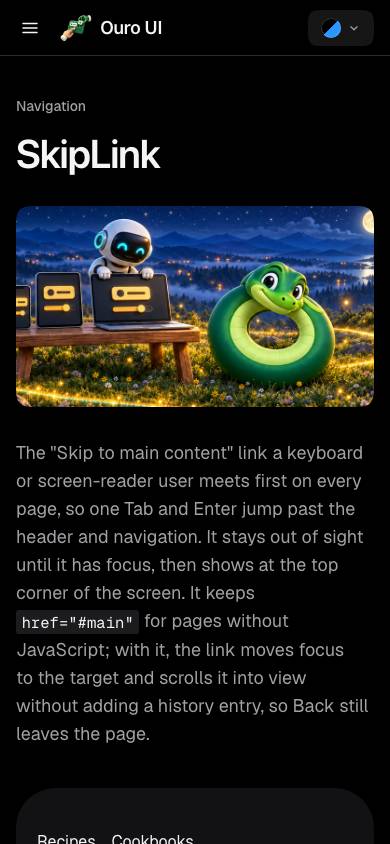 Ouro UI
Navigation
SkipLink
The "Skip to main content" link a keyboard
or screen-reader user meets first on every
page, so one Tab and Enter jump past the
header and navigation. It stays out of sight
until it has focus, then shows at the top
corner of the screen. It keeps
href="#main" for pages without
JavaScript; with it, the link moves focus
to the target and scrolls it into view
without adding a history entry, so Back still
leaves the page.
Recipes Cookbooks